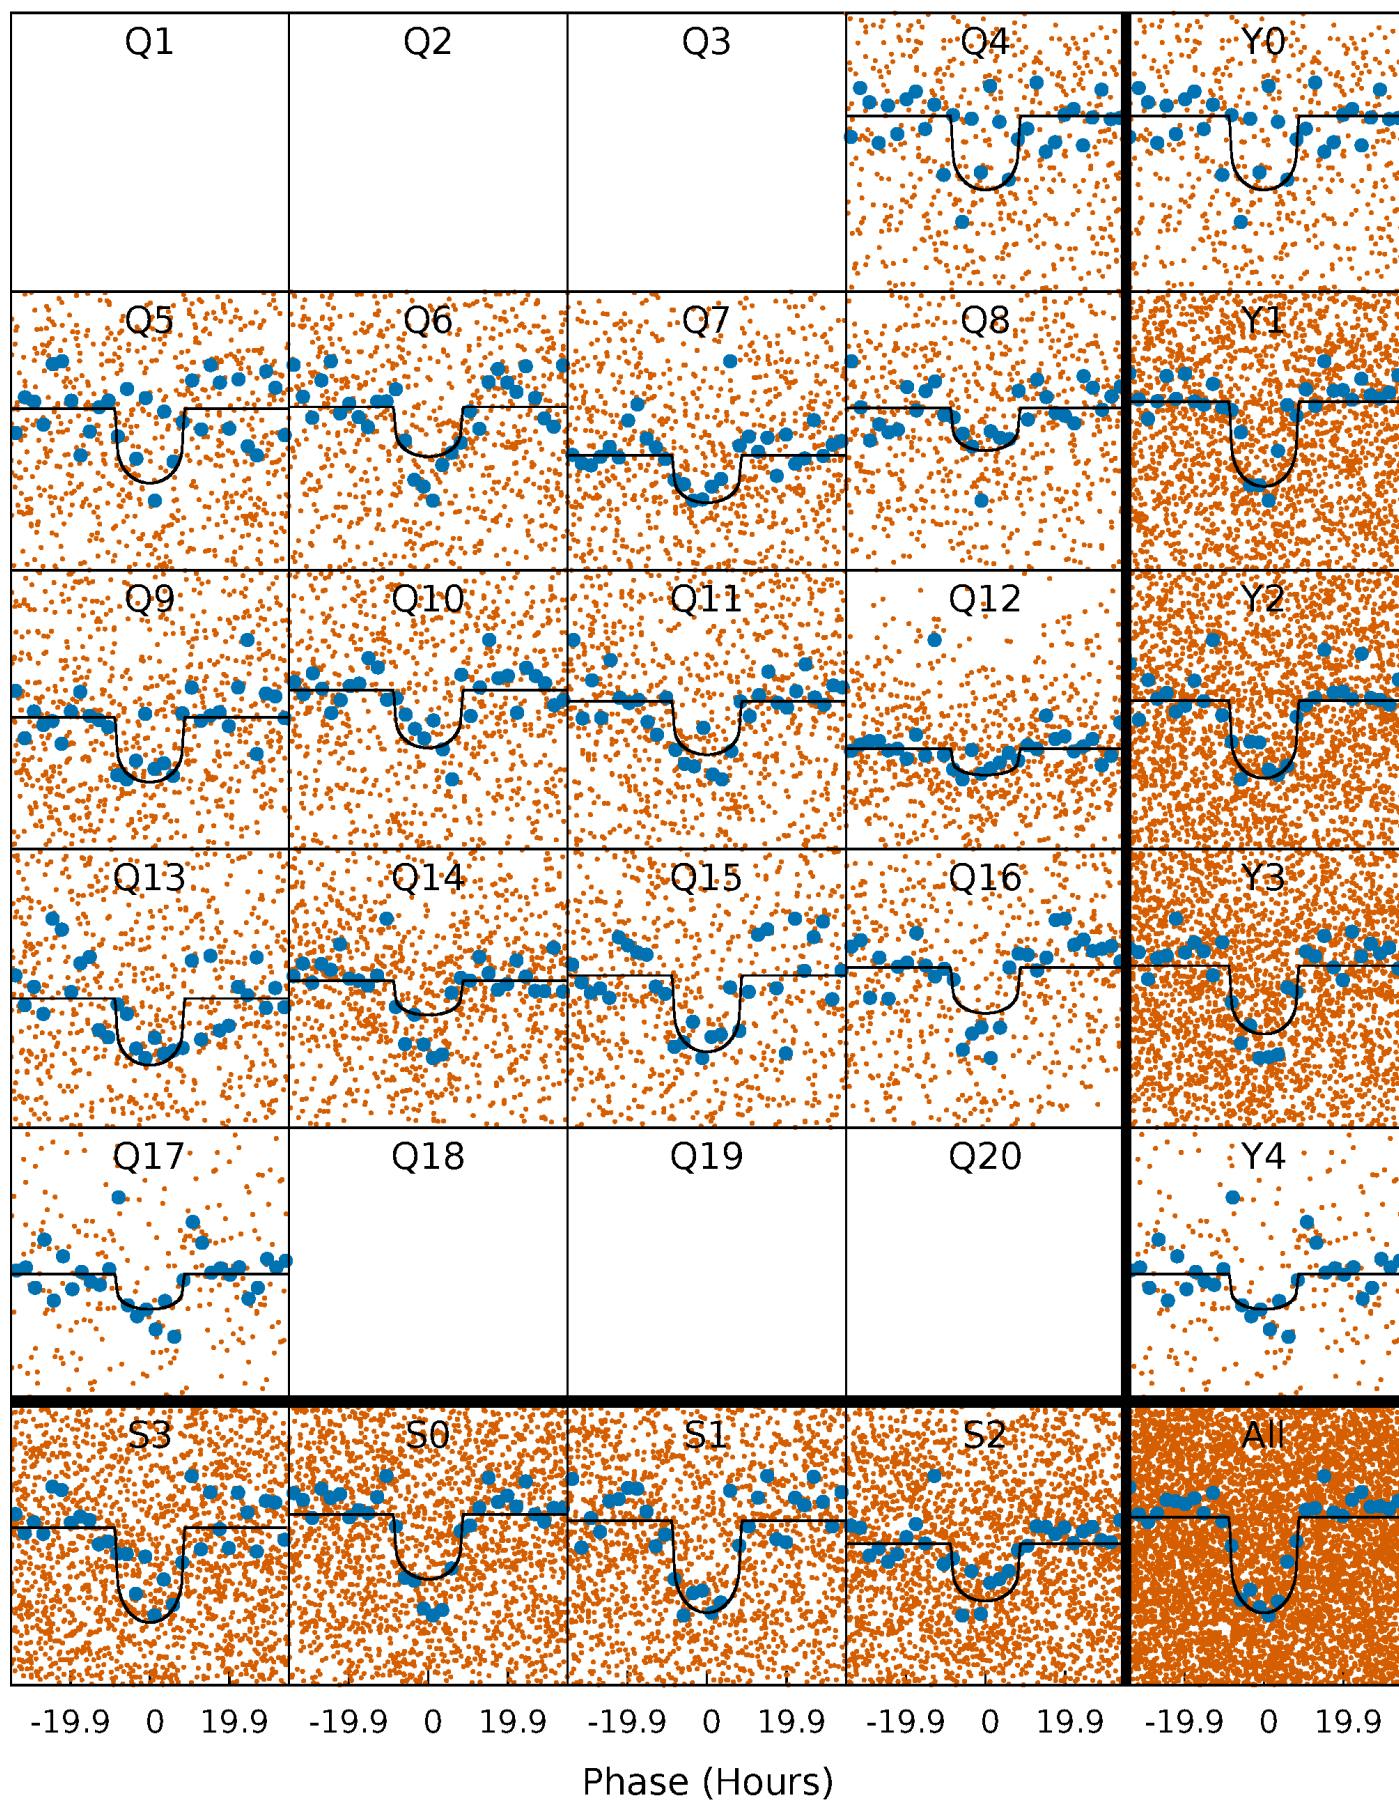 Q1 Q2 Q3 Q4 Y0
Q5 Q6 Q7 Q8 Y1
Q9 Q10 Q11 Q12 Y2
Q13 Q14 Q15 Q16 Y3
Q17 Q18 Q19 Q20 Y4
S3 S0 S1 S2 All
-19.9 0 19.9 -19.9 0 19.9 -19.9 0 19.9 -19.9 0 19.9 -19.9 0 19.9
Phase (Hours)